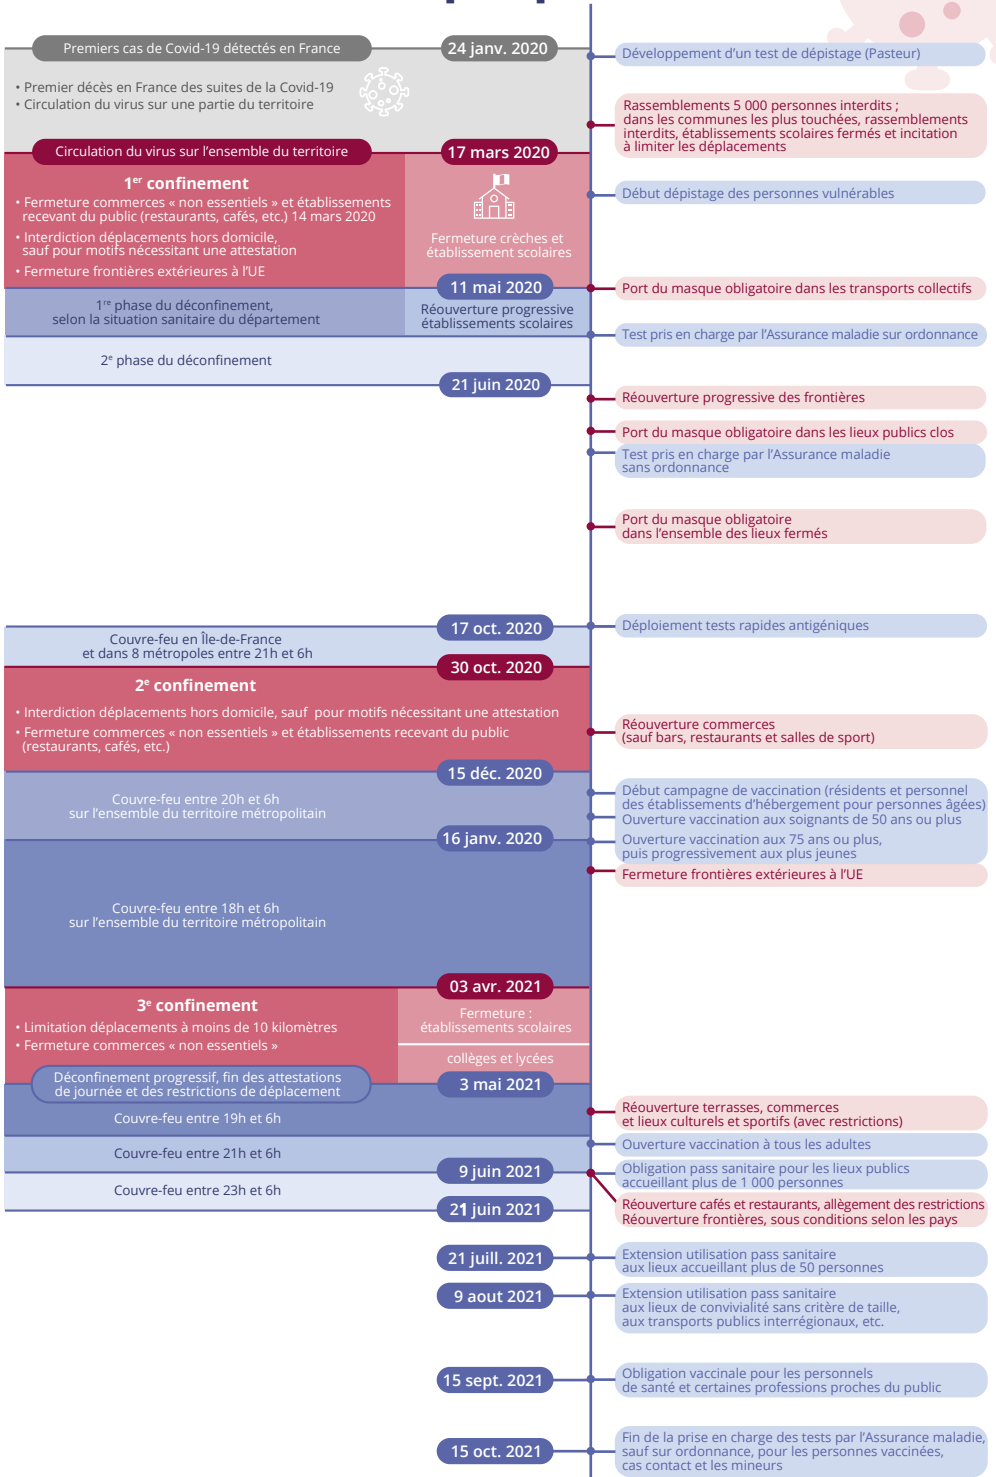 Premiers cas de Covid-19 détectés en France
24 janv. 2020
Développement d'un test de dépistage (Pasteur)
• Premier décès en France des suites de la Covid-19
• Circulation du virus sur une partie du territoire
Rassemblements 5 000 personnes interdits ;
dans les communes les plus touchées, rassemblements
interdits, établissements scolaires fermés et incitation
à limiter les déplacements
Circulation du virus sur l'ensemble du territoire
17 mars 2020
1er confinement
• Fermeture commerces « non essentiels » et établissements
recevant du public (restaurants, cafés, etc.) 14 mars 2020
• Interdiction déplacements hors domicile,
sauf pour motifs nécessitant une attestation
• Fermeture frontières extérieures à l'UE
Fermeture crèches et
établissement scolaires
Début dépistage des personnes vulnérables
11 mai 2020
Port du masque obligatoire dans les transports collectifs
1re phase du déconfinement,
selon la situation sanitaire du département
Réouverture progressive
établissements scolaires
Test pris en charge par l'Assurance maladie sur ordonnance
2e phase du déconfinement
21 juin 2020
Réouverture progressive des frontières
Port du masque obligatoire dans les lieux publics clos
Test pris en charge par l'Assurance maladie
sans ordonnance
Port du masque obligatoire
dans l'ensemble des lieux fermés
17 oct. 2020
Déploiement tests rapides antigéniques
Couvre-feu en Île-de-France
et dans 8 métropoles entre 21h et 6h
30 oct. 2020
2e confinement
• Interdiction déplacements hors domicile, sauf pour motifs nécessitant une attestation
• Fermeture commerces « non essentiels » et établissements recevant du public
(restaurants, cafés, etc.)
Réouverture commerces
(sauf bars, restaurants et salles de sport)
15 déc. 2020
Couvre-feu entre 20h et 6h
sur l'ensemble du territoire métropolitain
Début campagne de vaccination (résidents et personnel
des établissements d'hébergement pour personnes âgées)
Ouverture vaccination aux soignants de 50 ans ou plus
16 janv. 2020
Ouverture vaccination aux 75 ans ou plus,
puis progressivement aux plus jeunes
Fermeture frontières extérieures à l'UE
Couvre-feu entre 18h et 6h
sur l'ensemble du territoire métropolitain
03 avr. 2021
3e confinement
• Limitation déplacements à moins de 10 kilomètres
• Fermeture commerces « non essentiels »
Fermeture :
établissements scolaires
collèges et lycées
Déconfinement progressif, fin des attestations
de journée et des restrictions de déplacement
3 mai 2021
Couvre-feu entre 19h et 6h
Réouverture terrasses, commerces
et lieux culturels et sportifs (avec restrictions)
Couvre-feu entre 21h et 6h
Ouverture vaccination à tous les adultes
9 juin 2021
Obligation pass sanitaire pour les lieux publics
accueillant plus de 1 000 personnes
Couvre-feu entre 23h et 6h
Réouverture cafés et restaurants, allègement des restrictions
Réouverture frontières, sous conditions selon les pays
21 juin 2021
21 juill. 2021
Extension utilisation pass sanitaire
aux lieux accueillant plus de 50 personnes
9 aout 2021
Extension utilisation pass sanitaire
aux lieux de convivialité sans critère de taille,
aux transports publics interrégionaux, etc.
15 sept. 2021
Obligation vaccinale pour les personnels
de santé et certaines professions proches du public
15 oct. 2021
Fin de la prise en charge des tests par l'Assurance maladie,
sauf sur ordonnance, pour les personnes vaccinées,
cas contact et les mineurs